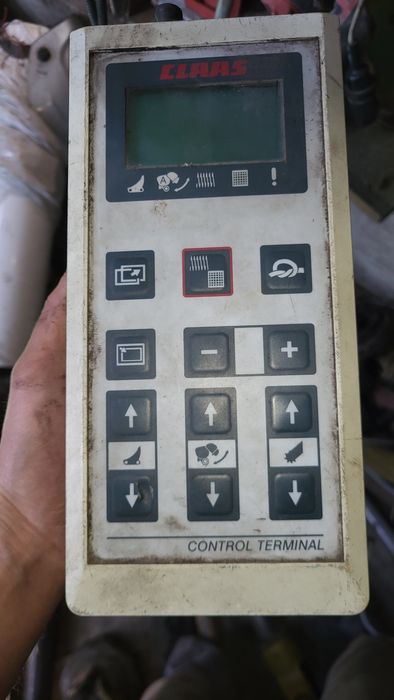 CLAAS
A
!
-
+
CONTROL TERMINAL